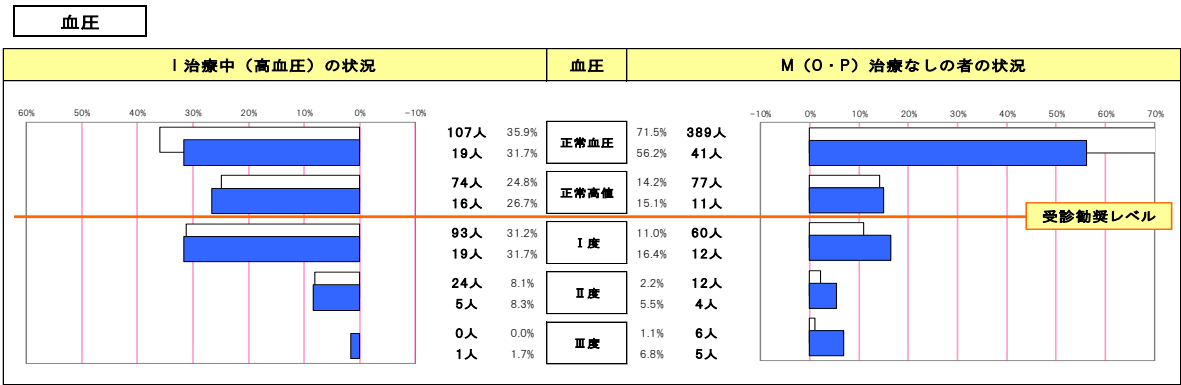 血圧
Ⅰ治療中（高血圧）の状況 血圧 M（O・P）治療なしの者の状況
60% 50% 40% 30% 20% 10% 0% −10% −10% 0% 10% 20% 30% 40% 50% 60% 70%
107人 35.9% 正常血圧 71.5% 389人
19人 31.7% 56.2% 41人
74人 24.8% 正常高値 14.2% 77人
16人 26.7% 15.1% 11人
受診勧奨レベル
93人 31.2% Ⅰ度 11.0% 60人
19人 31.7% 16.4% 12人
24人 8.1% Ⅱ度 2.2% 12人
5人 8.3% 5.5% 4人
0人 0.0% Ⅲ度 1.1% 6人
1人 1.7% 6.8% 5人